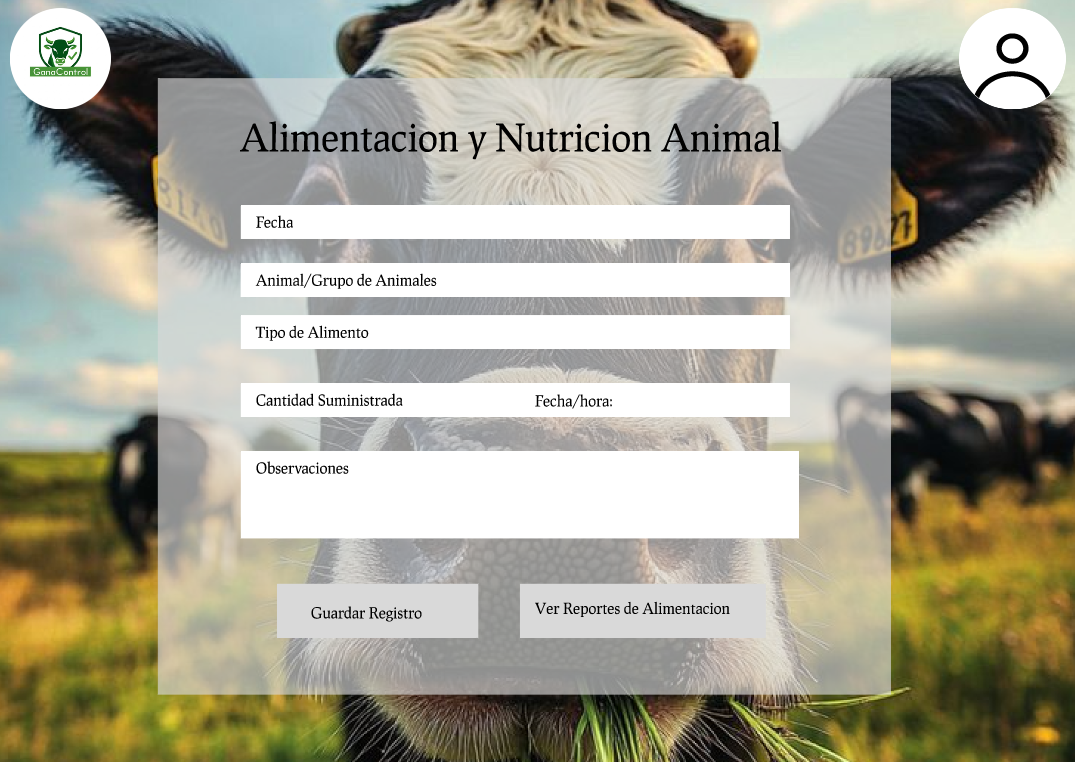 GanaControl
Alimentacion y Nutricion Animal
Fecha
Animal/Grupo de Animales
Tipo de Alimento
Cantidad Suministrada Fecha/hora:
Observaciones
Guardar Registro Ver Reportes de Alimentacion